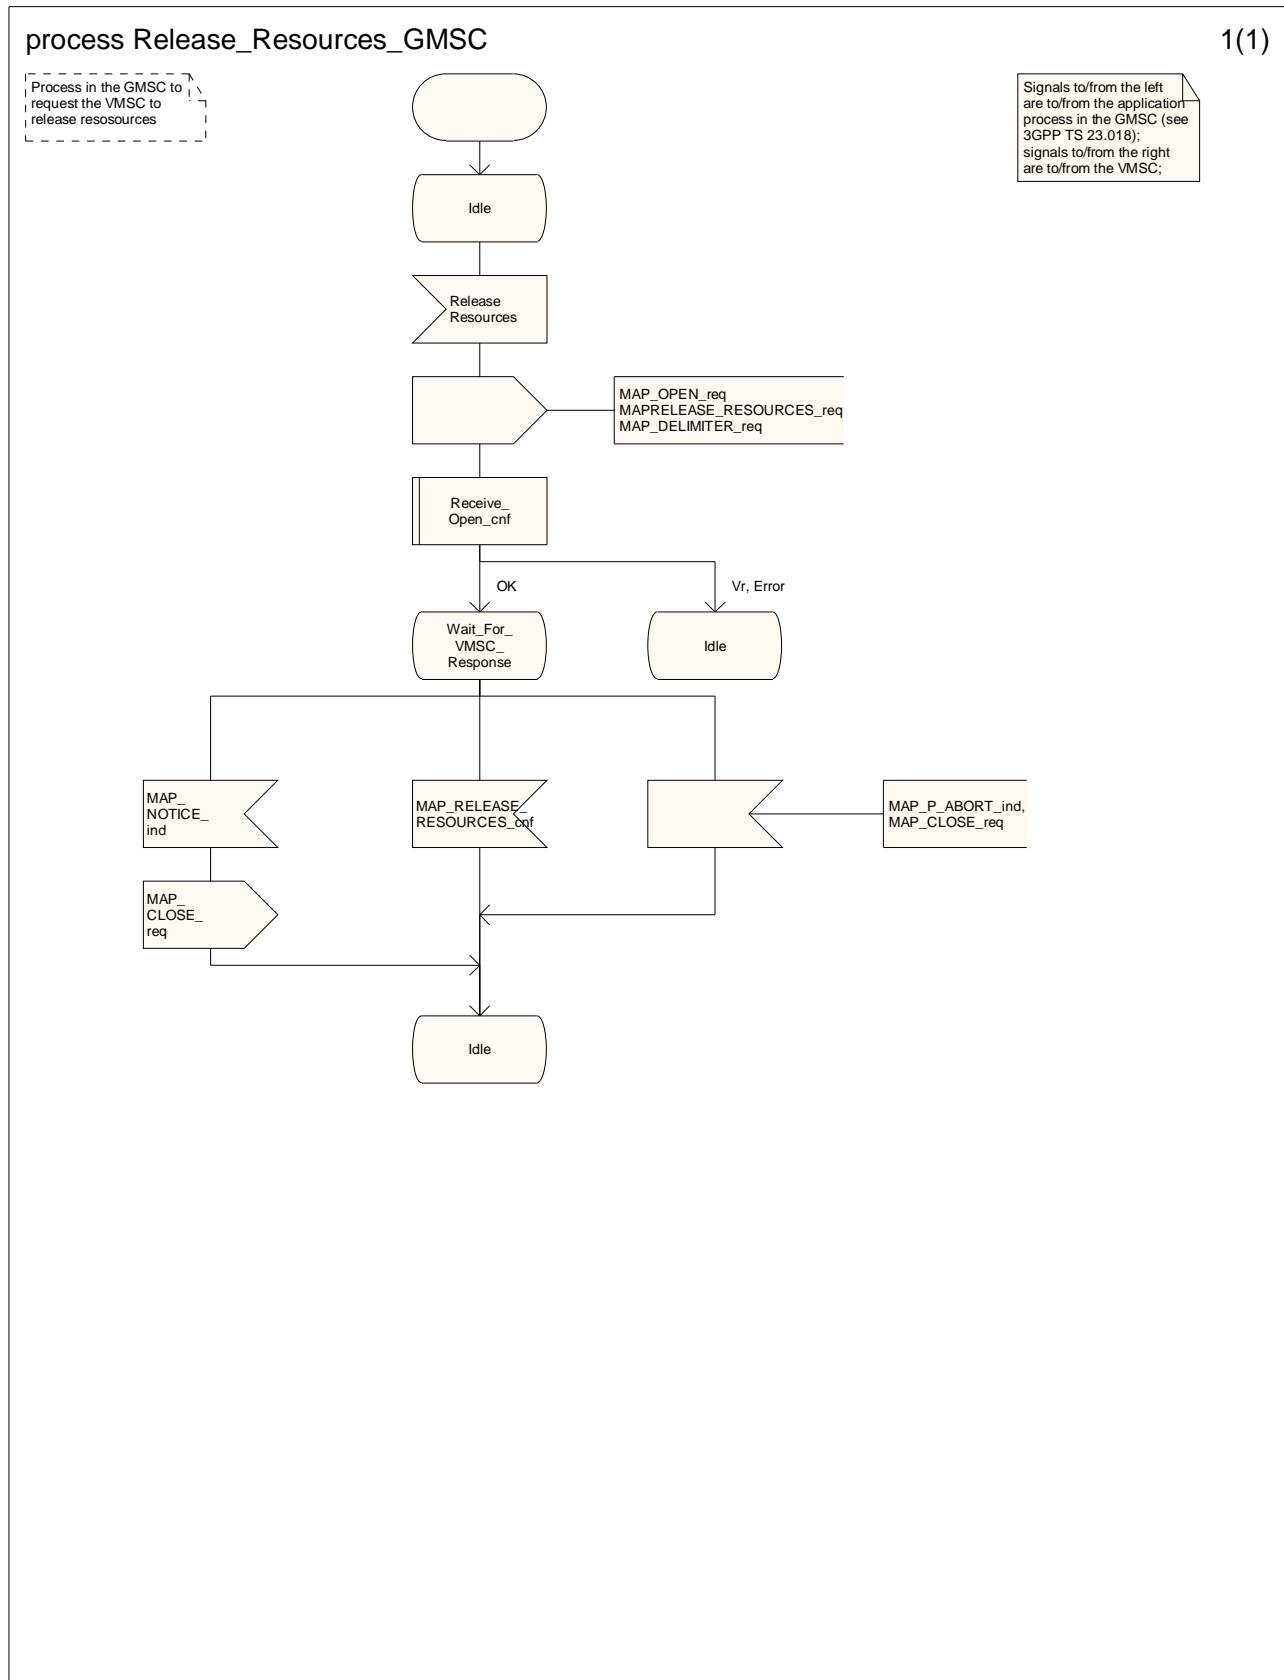 process Release_Resources_GMSC
1(1)
Process in the GMSC to
request the VMSC to
release resosources
Signals to/from the left
are to/from the application
process in the GMSC (see
3GPP TS 23.018);
signals to/from the right
are to/from the VMSC;
Idle
Release
Resources
MAP_OPEN_req
MAPRELEASE_RESOURCES_req
MAP_DELIMITER_req
Receive_
Open_cnf
OK
Vr, Error
Wait_For_
VMSC_
Response
Idle
MAP_
NOTICE_
ind
MAP_RELEASE_
RESOURCES_cnf
MAP_P_ABORT_ind,
MAP_CLOSE_req
MAP_
CLOSE_
req
Idle